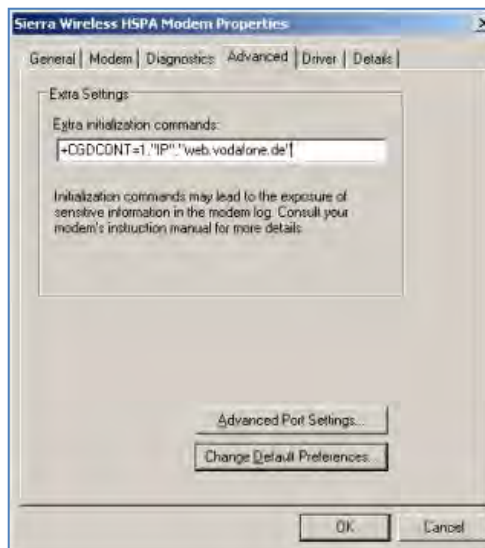 Sierra Wireless HSPA Modem Properties
General Modem Diagnostics Advanced Driver Details
Extra Settings
Extra initialization commands:
+CGDCONT=1,"IP","web.vodafone.de"
Initialization commands may lead to the exposure of
sensitive information in the modem log. Consult your
modem's instruction manual for more details.
Advanced Port Settings...
Change Default Preferences...
OK Cancel